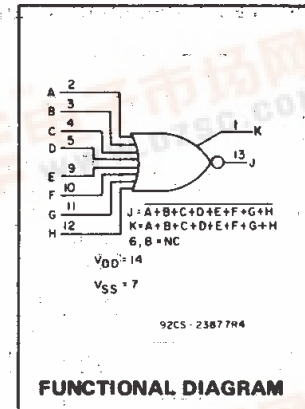 A 2
B 3
C 4
D 5
E 9
F 10
G 11
H 12
1 K
13 J
J=A+B+C+D+E+F+G+H
K=A+B+C+D+E+F+G+H
6,8=NC
VDD=14
VSS=7
92CS-23877R4
FUNCTIONAL DIAGRAM